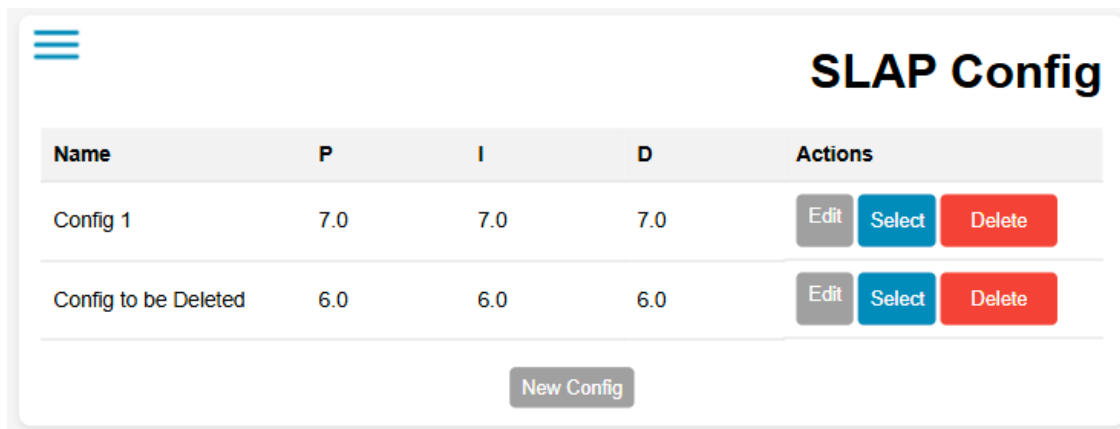 SLAP Config
Name P I D Actions
Config 1 7.0 7.0 7.0 Edit Select Delete
Config to be Deleted 6.0 6.0 6.0 Edit Select Delete
New Config